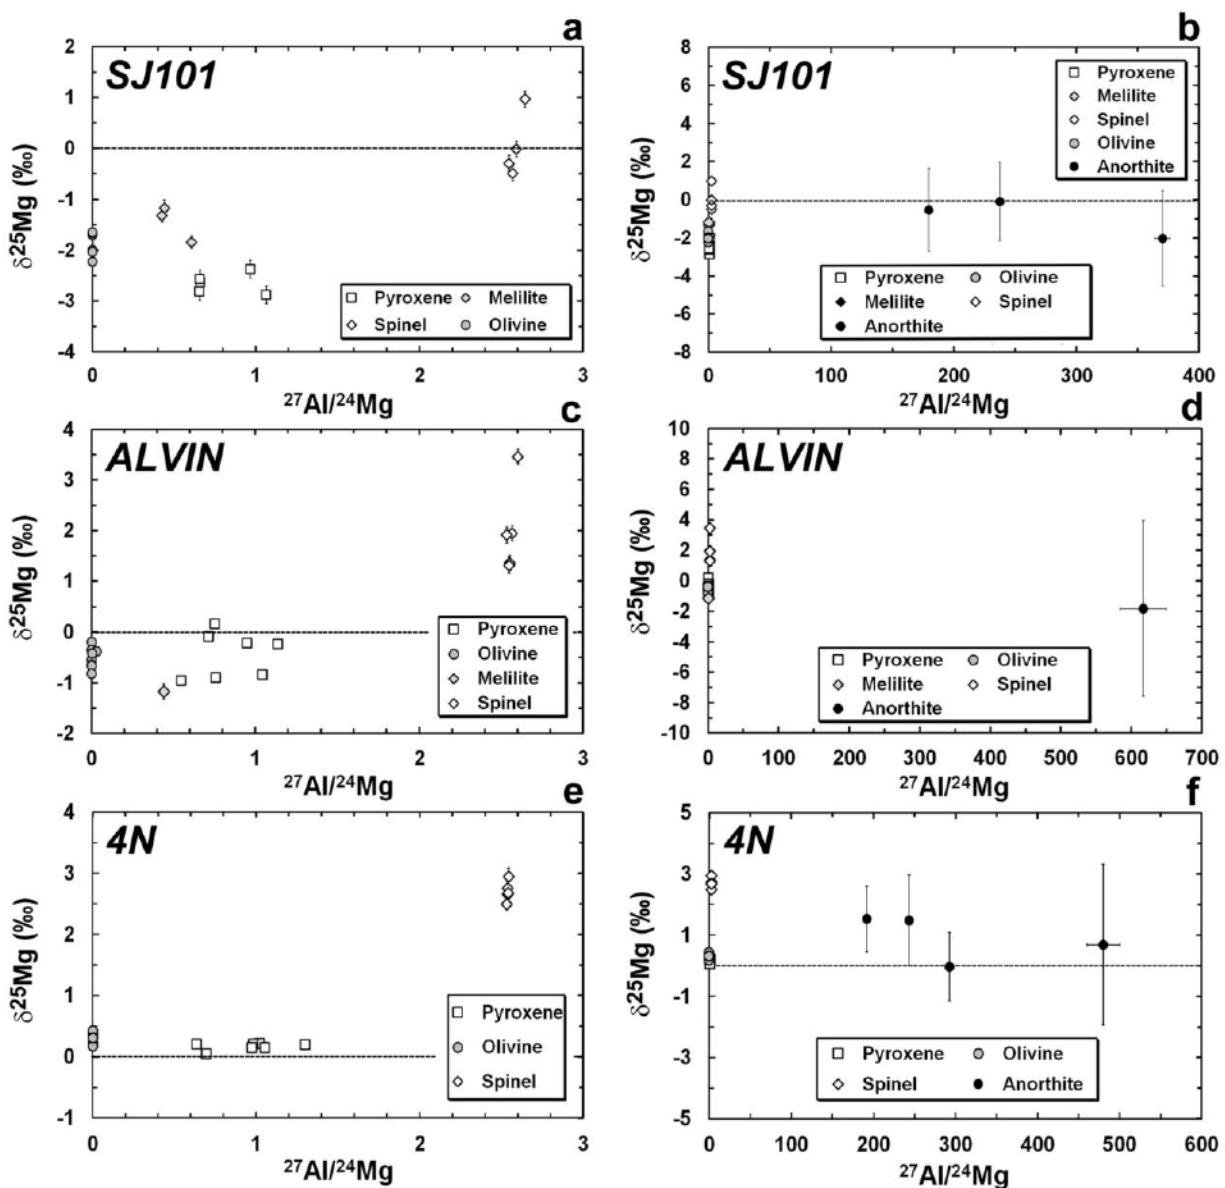 a
SJ101
δ25Mg (‰)
2
1
0
-1
-2
-3
-4
Pyroxene Melilite
Spinel Olivine
0 1 2 3
27Al/24Mg
b
SJ101
δ25Mg (‰)
8
6
4
2
0
-2
-4
-6
-8
Pyroxene
Melilite
Spinel
Olivine
Anorthite
Pyroxene Olivine
Melilite Spinel
Anorthite
0 100 200 300 400
27Al/24Mg
c
ALVIN
δ25Mg (‰)
4
3
2
1
0
-1
-2
Pyroxene
Olivine
Melilite
Spinel
0 1 2 3
27Al/24Mg
d
ALVIN
δ25Mg (‰)
10
8
6
4
2
0
-2
-4
-6
-8
-10
Pyroxene Olivine
Melilite Spinel
Anorthite
0 100 200 300 400 500 600 700
27Al/24Mg
e
4N
δ25Mg (‰)
4
3
2
1
0
-1
Pyroxene
Olivine
Spinel
0 1 2 3
27Al/24Mg
f
4N
δ25Mg (‰)
5
3
1
-1
-3
-5
Pyroxene Olivine
Spinel Anorthite
0 100 200 300 400 500 600
27Al/24Mg